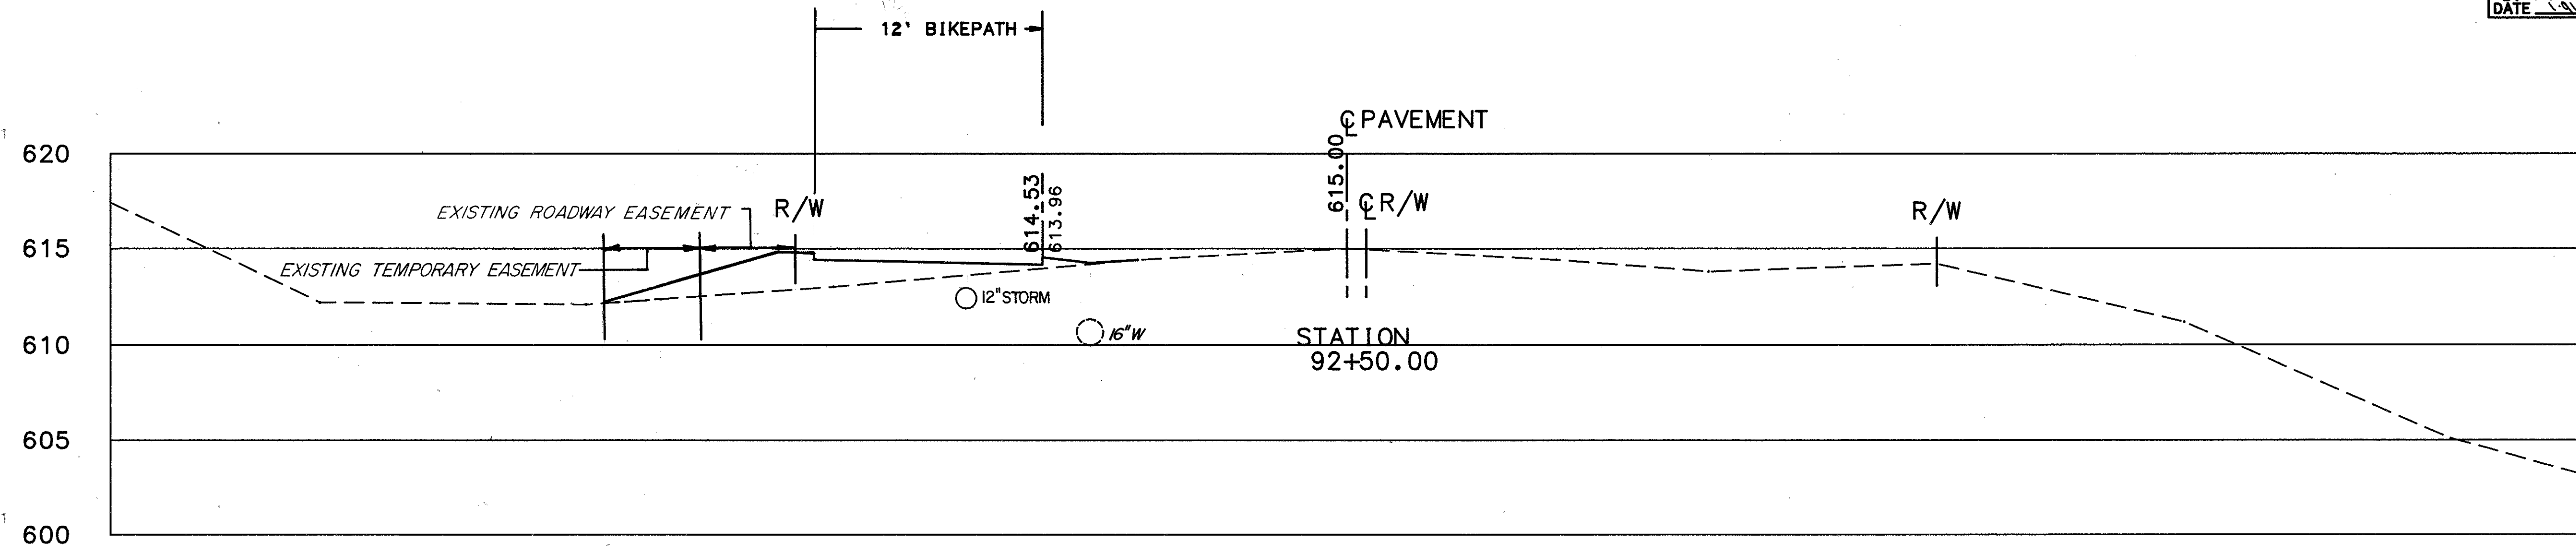 DATE
12' BIKEPATH
℄ PAVEMENT
620
615.00
614.53
613.96
EXISTING ROADWAY EASEMENT
R/W
℄ R/W
R/W
615
EXISTING TEMPORARY EASEMENT
12" STORM
16" W
STATION
92+50.00
610
605
600